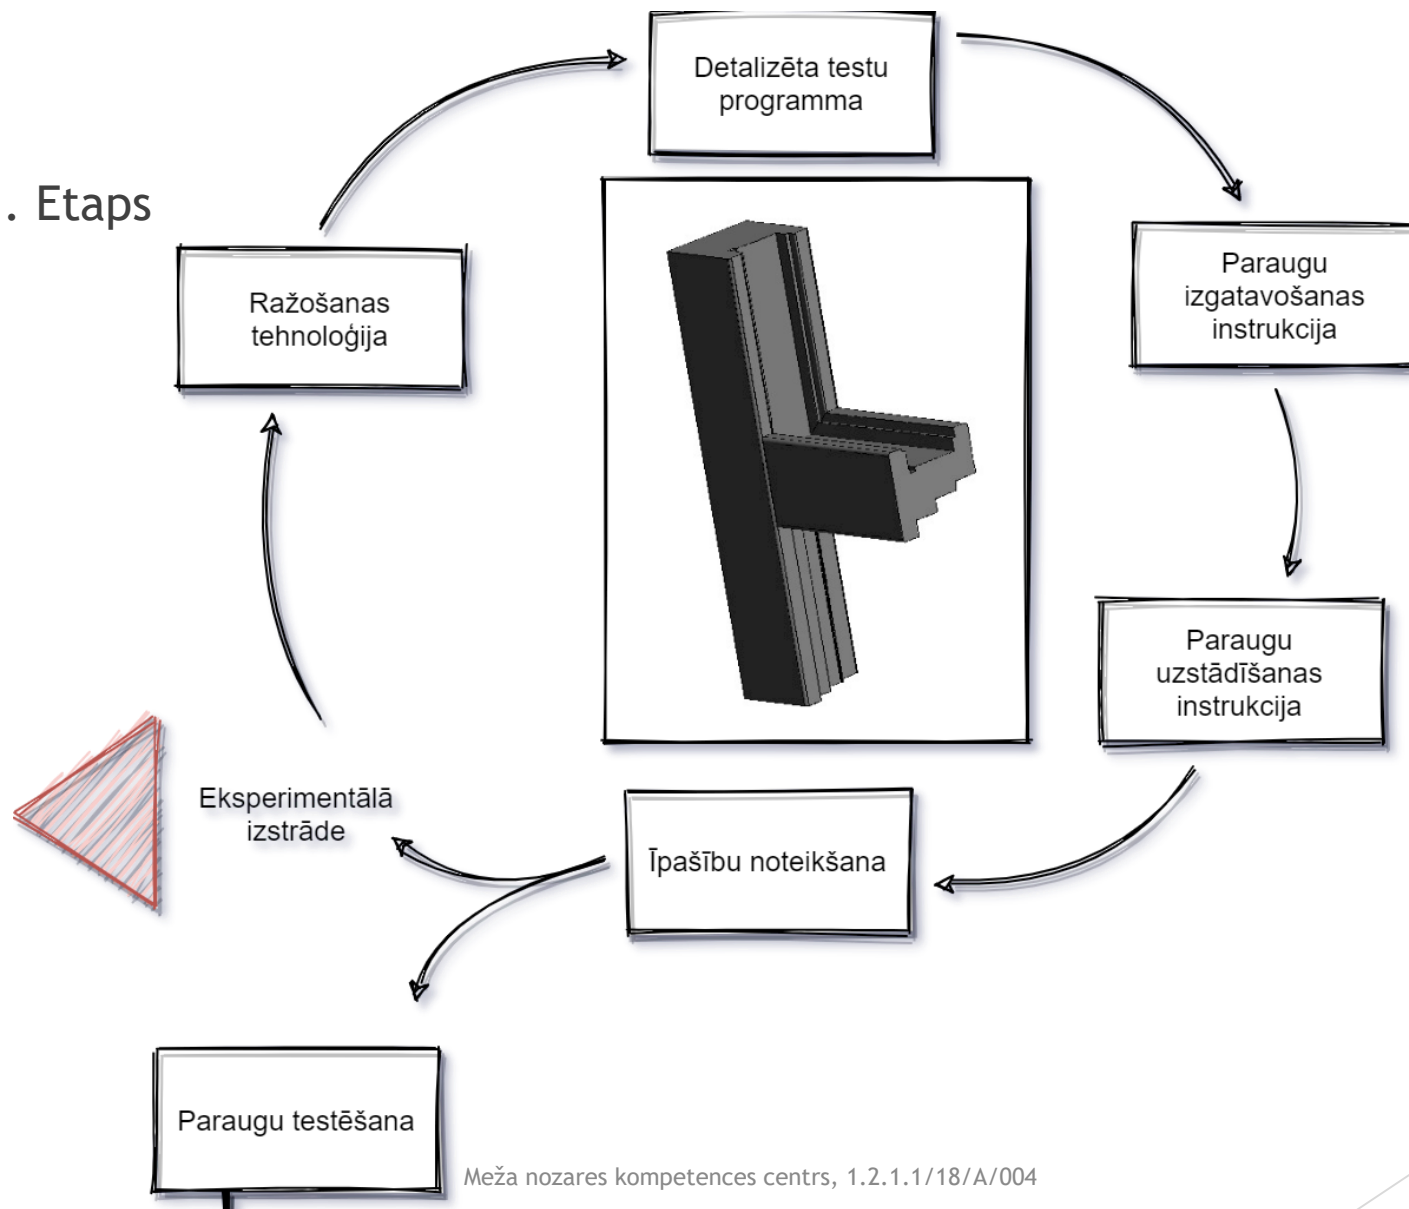 Detalizēta testu
programma
. Etaps
Ražošanas
tehnoloģija
Paraugu
izgatavošanas
instrukcija
Paraugu
uzstādīšanas
instrukcija
Eksperimentālā
izstrāde
Īpašību noteikšana
Paraugu testēšana
Meža nozares kompetences centrs, 1.2.1.1/18/A/004